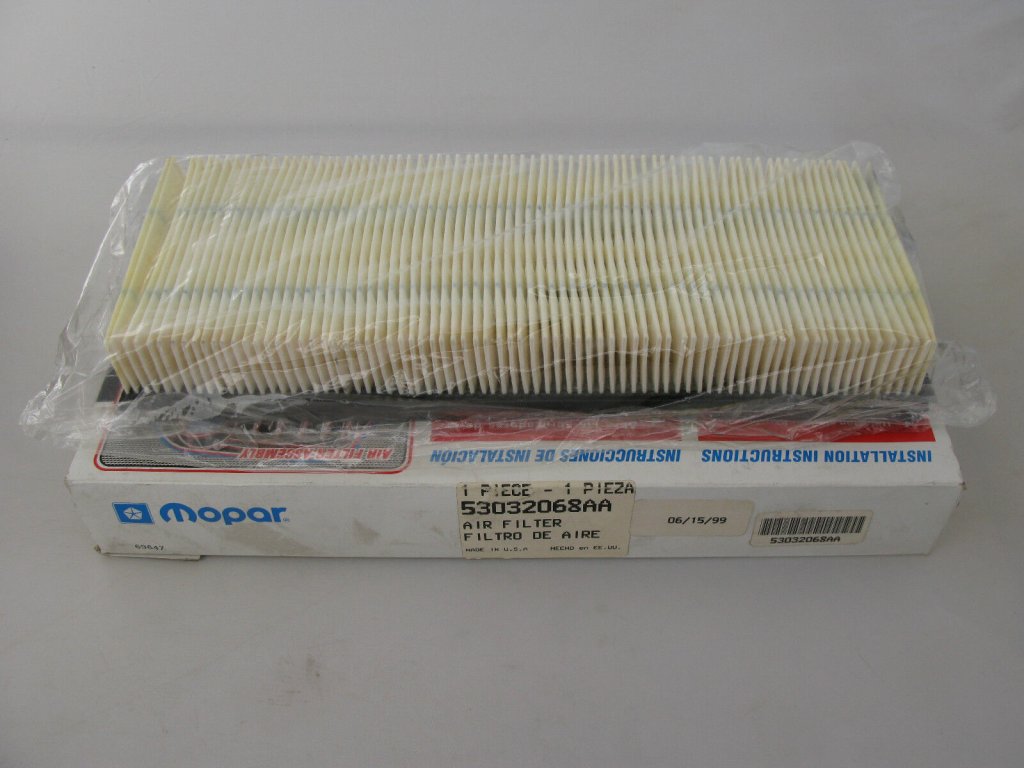 AIR FILTER ASSEMBLY
INSTRUCCIONES DE INSTALACIÓN
INSTALLATION INSTRUCTIONS
Mopar
1 PIECE - 1 PIEZA
53032068AA
AIR FILTER
FILTRO DE AIRE
MADE IN U.S.A HECHO en EE.UU.
06/15/99
53032068AA